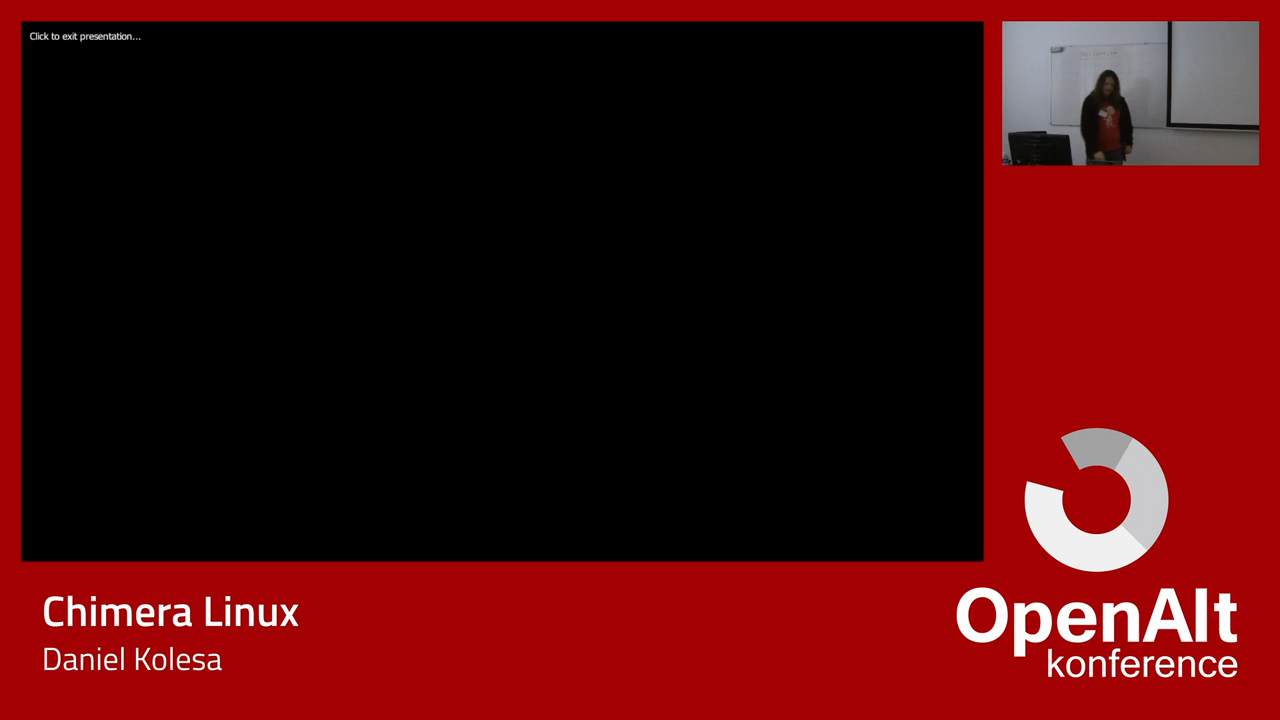 Click to exit presentation...
Chimera Linux
Daniel Kolesa
OpenAlt
konference